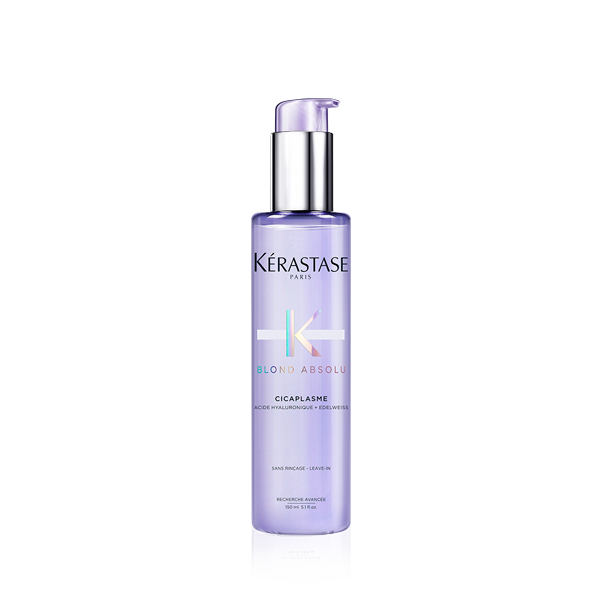 KÉRASTASE
PARIS
K
BLOND ABSOLU
CICAPLASME
ACIDE HYALURONIQUE + EDELWEISS
SANS RINÇAGE - LEAVE-IN
RECHERCHE AVANCÉE
150 ml 5.1 fl.oz